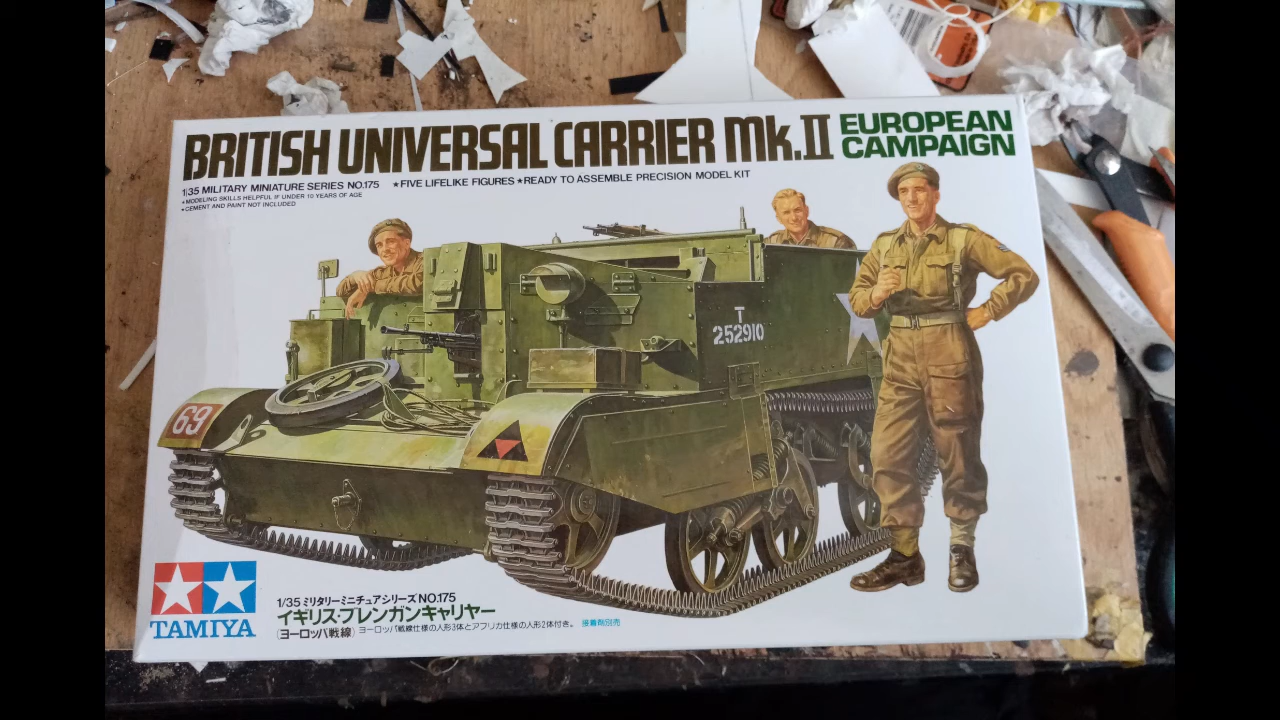 BRITISH UNIVERSAL CARRIER Mk.II
EUROPEAN
CAMPAIGN
1/35 MILITARY MINIATURE SERIES NO.175 ★FIVE LIFELIKE FIGURES ★READY TO ASSEMBLE PRECISION MODEL KIT
★MODELING SKILLS HELPFUL IF UNDER 10 YEARS OF AGE
★CEMENT AND PAINT NOT INCLUDED
T
252910
69
TAMIYA
1/35 ミリタリーミニチュアシリーズ NO.175
イギリス・ブレンガンキャリヤー
(ヨーロッパ戦線) ヨーロッパ戦線仕様の人形3体とアフリカ仕様の人形2体付き。 接着剤別売